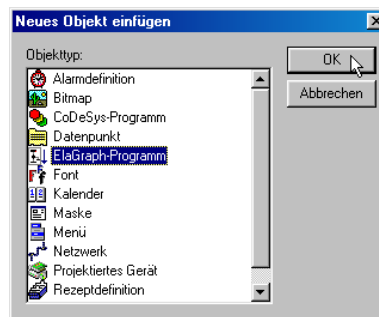 Neues Objekt einfügen
Objekttyp:
Alarmdefinition
Bitmap
CoDeSys-Programm
Datenpunkt
ElaGraph-Programm
Font
Kalender
Maske
Menü
Netzwerk
Projektiertes Gerät
Rezeptdefinition
OK
Abbrechen